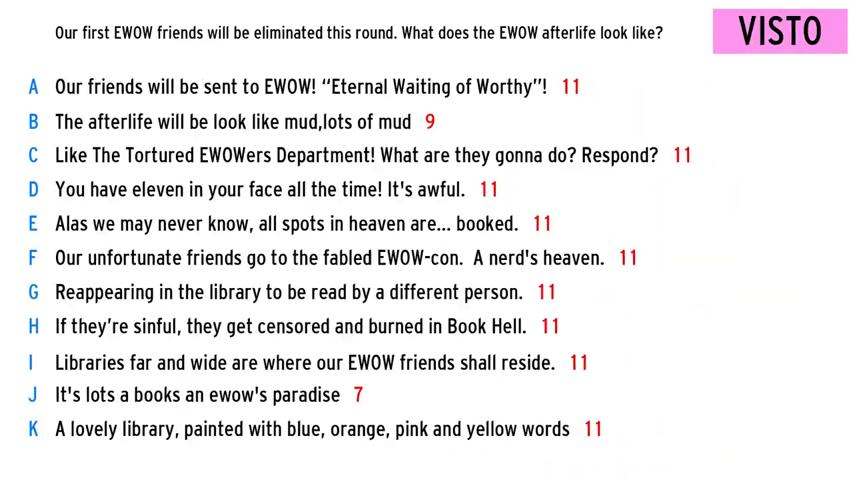 Our first EWOW friends will be eliminated this round. What does the EWOW afterlife look like?
VISTO
A Our friends will be sent to EWOW! “Eternal Waiting of Worthy”! 11
B The afterlife will be look like mud,lots of mud 9
C Like The Tortured EWOWers Department! What are they gonna do? Respond? 11
D You have eleven in your face all the time! It's awful. 11
E Alas we may never know, all spots in heaven are... booked. 11
F Our unfortunate friends go to the fabled EWOW-con. A nerd's heaven. 11
G Reappearing in the library to be read by a different person. 11
H If they’re sinful, they get censored and burned in Book Hell. 11
I Libraries far and wide are where our EWOW friends shall reside. 11
J It's lots a books an ewow's paradise 7
K A lovely library, painted with blue, orange, pink and yellow words 11